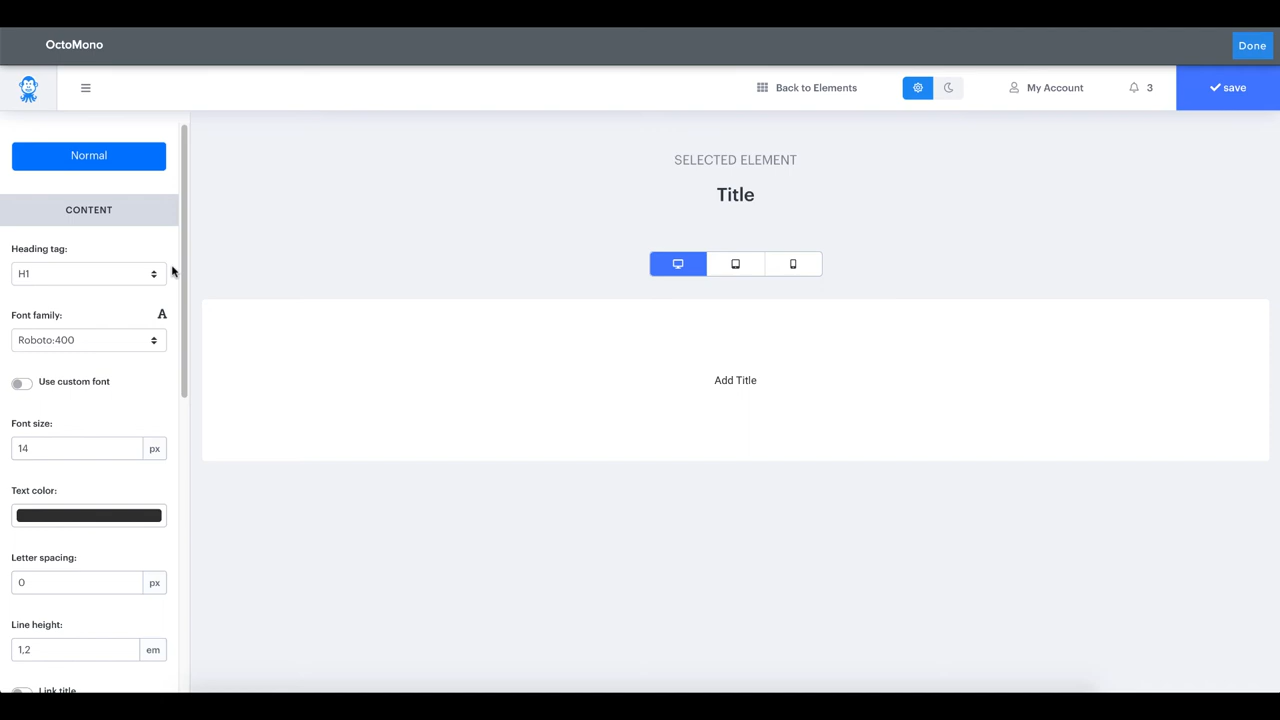 OctoMono
Done
Back to Elements
My Account
3
save
Normal
CONTENT
Heading tag:
H1
Font family:
A
Roboto:400
Use custom font
Font size:
14
px
Text color:
Letter spacing:
0
px
Line height:
1,2
em
Link title
SELECTED ELEMENT
Title
Add Title